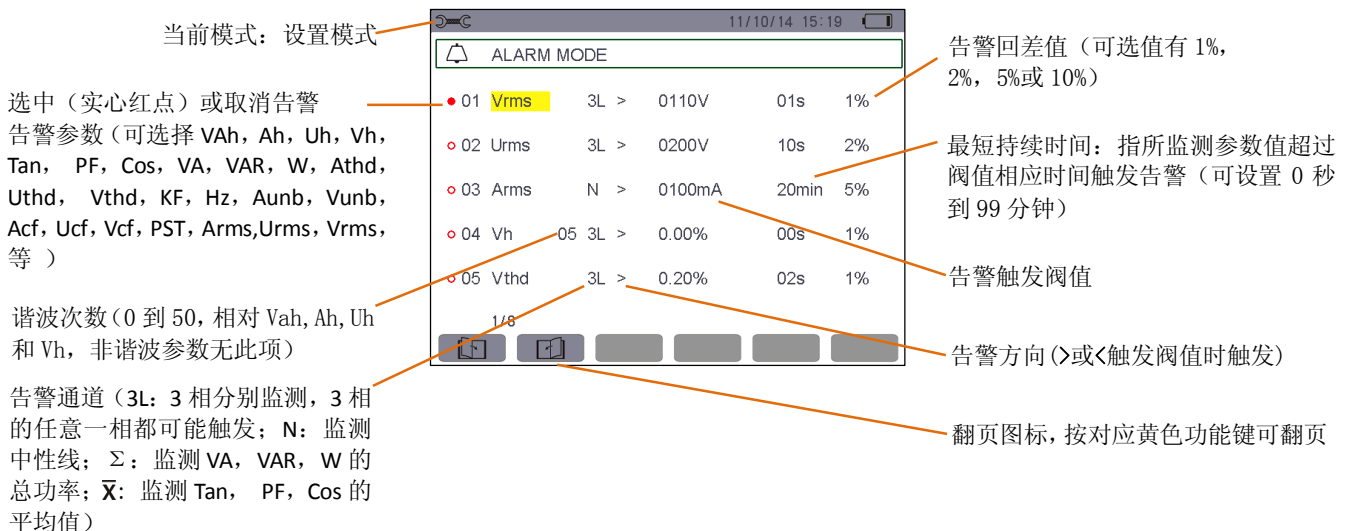 当前模式：设置模式
选中（实心红点）或取消告警
告警参数（可选择 VAh，Ah，Uh，Vh，
Tan， PF，Cos，VA，VAR，W，Athd，
Uthd， Vthd，KF，Hz，Aunb，Vunb，
Acf，Ucf，Vcf，PST，Arms,Urms，Vrms，
等 ）
谐波次数（0 到 50，相对 Vah,Ah,Uh
和 Vh，非谐波参数无此项）
告警通道（3L：3 相分别监测，3 相
的任意一相都可能触发；N：监测
中性线；Σ：监测 VA，VAR，W 的
总功率；X̅：监测 Tan， PF，Cos 的
平均值）
11/10/14 15:19
ALARM MODE
01 Vrms 3L > 0110V 01s 1%
02 Urms 3L > 0200V 10s 2%
03 Arms N > 0100mA 20min 5%
04 Vh 05 3L > 0.00% 00s 1%
05 Vthd 3L > 0.20% 02s 1%
1/8
告警回差值（可选值有 1%，
2%，5%或 10%）
最短持续时间：指所监测参数值超过
阀值相应时间触发告警（可设置 0 秒
到 99 分钟）
告警触发阀值
告警方向(>或<触发阀值时触发)
翻页图标，按对应黄色功能键可翻页